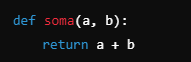 def soma(a, b):
    return a + b